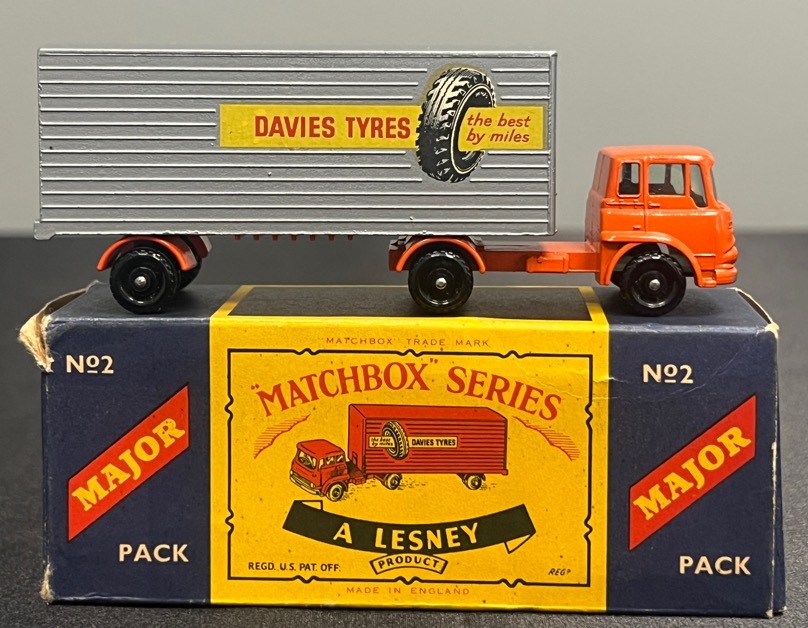 DAVIES TYRES
the best
by miles
MATCHBOX TRADE MARK
Nº2
Nº2
"MATCHBOX" SERIES
MAJOR
MAJOR
the best
by miles
DAVIES TYRES
A LESNEY
PRODUCT
PACK
PACK
REGD. U.S. PAT. OFF.
REGD
MADE IN ENGLAND